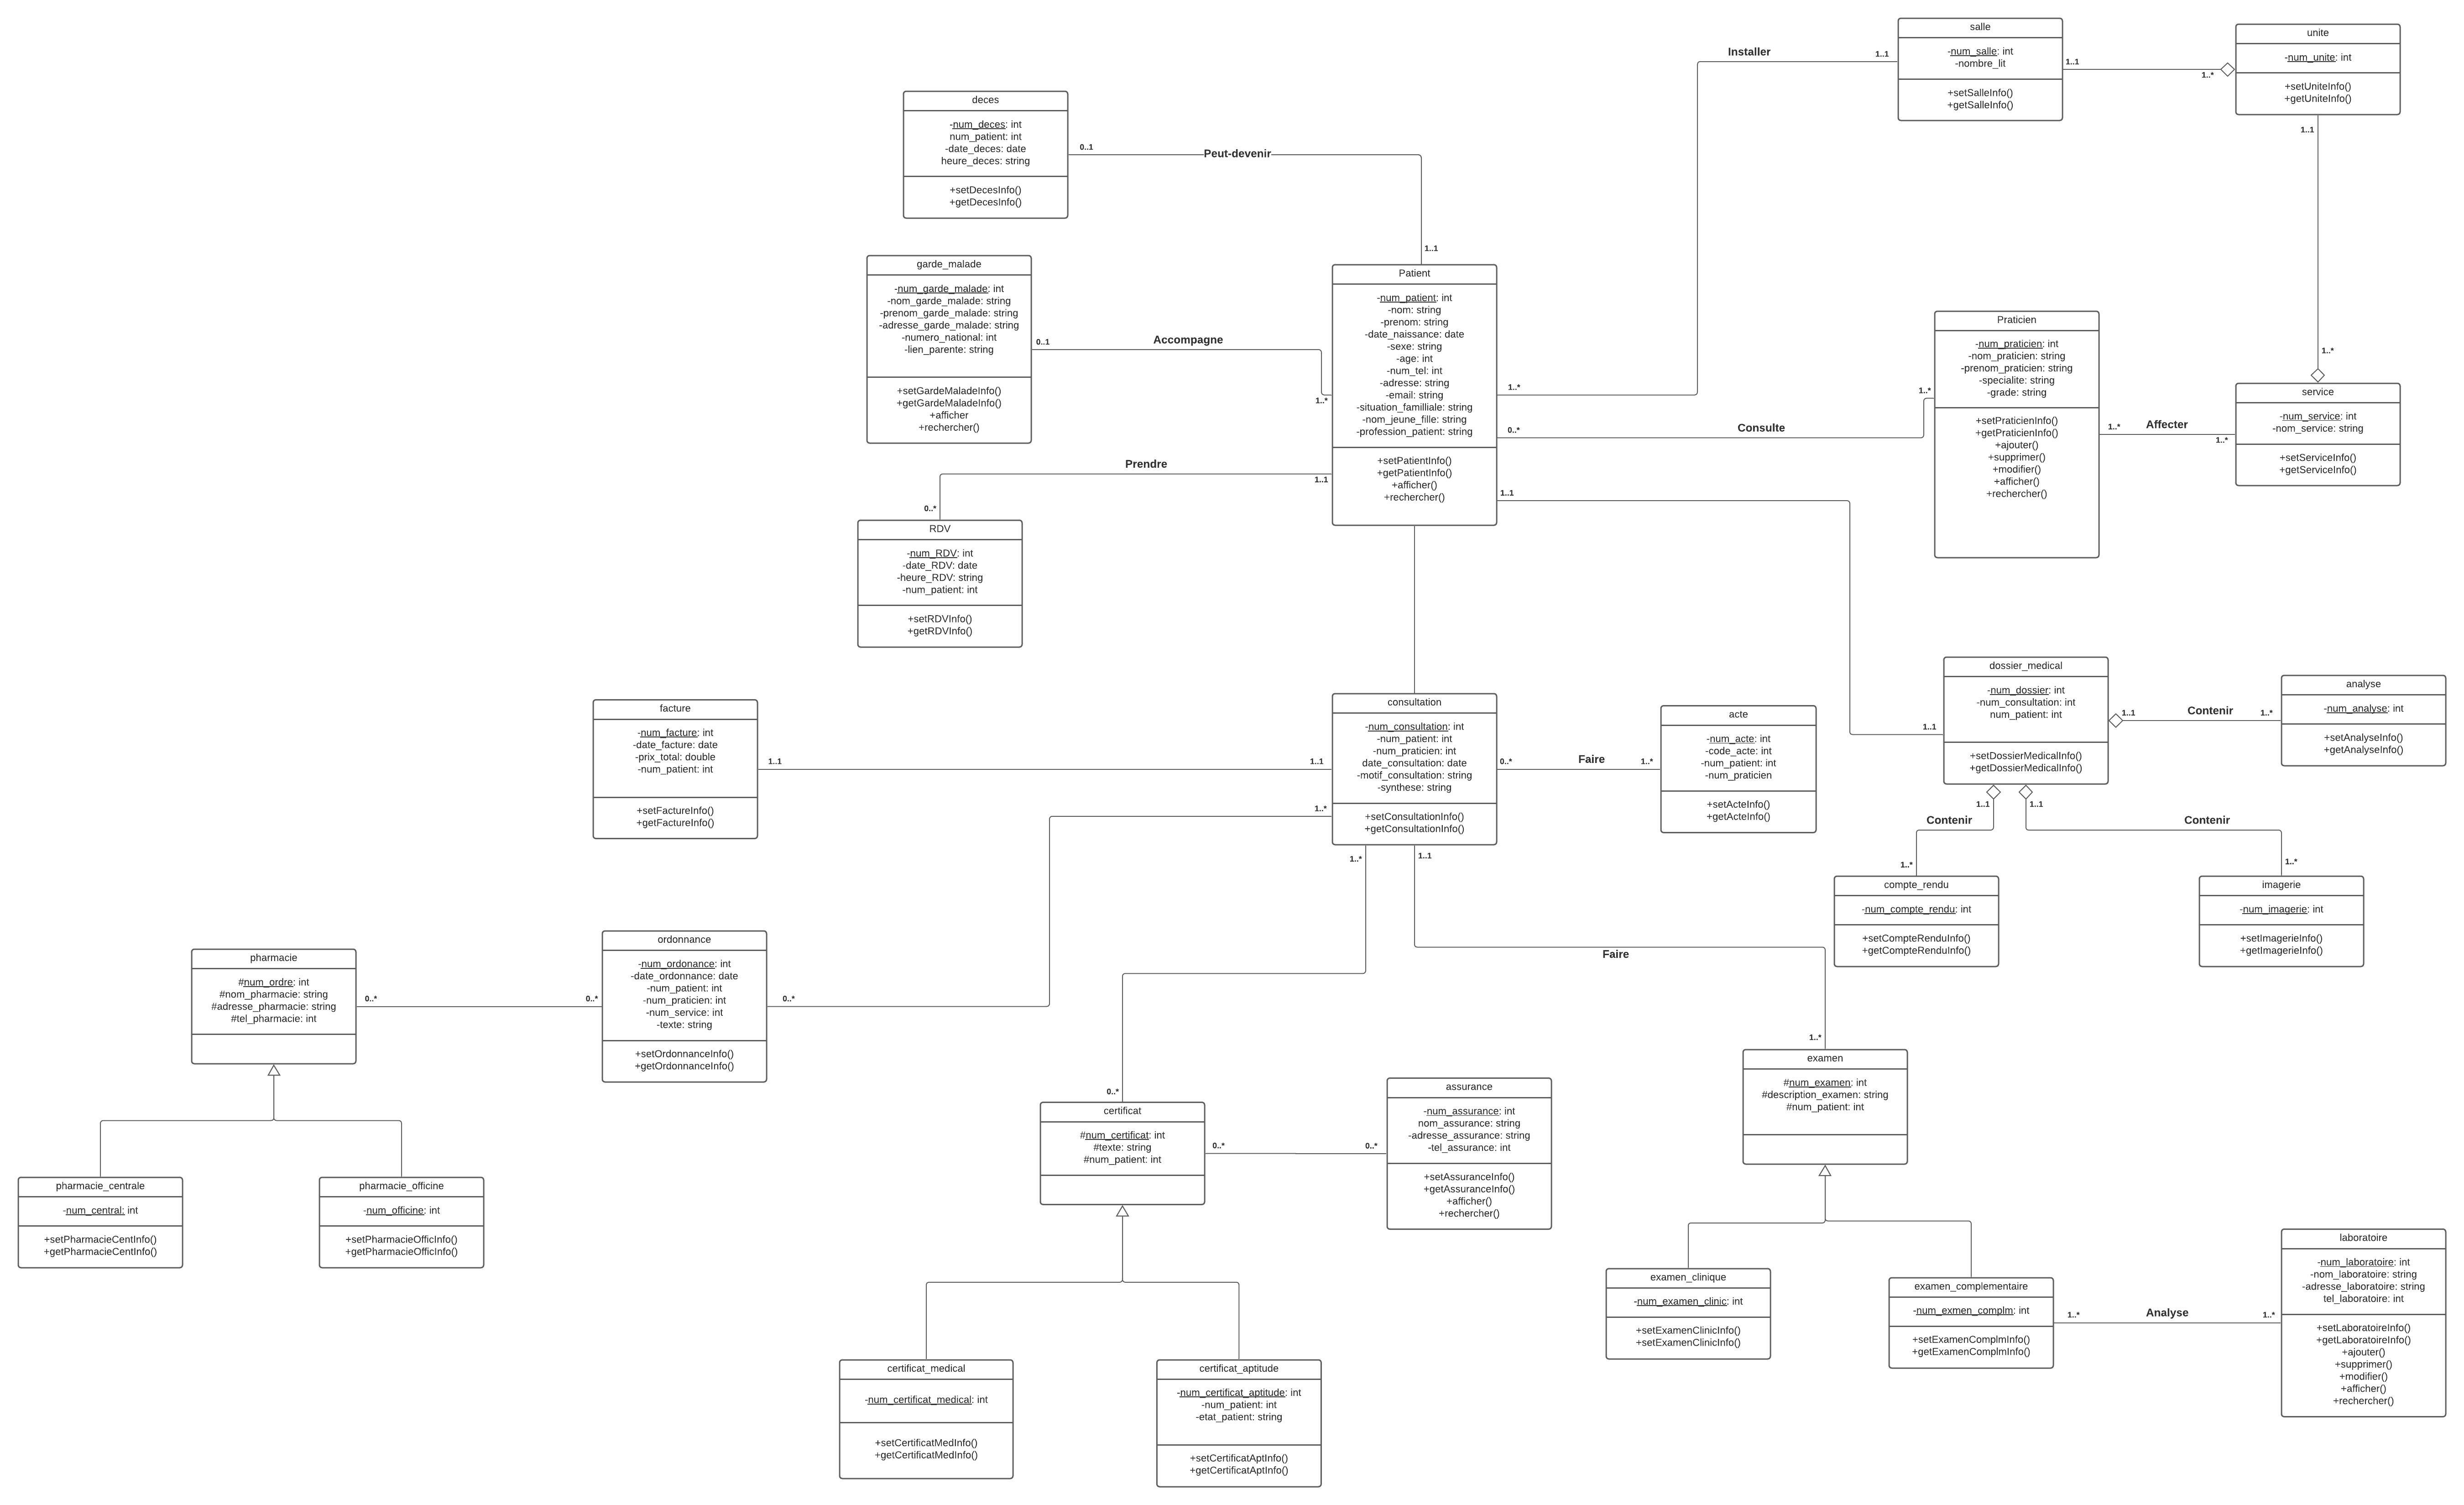 salle
-num_salle: int
-nombre_lit
+setSalleInfo()
+getSalleInfo()
unite
-num_unite: int
+setUniteInfo()
+getUniteInfo()
Installer
1..1
1..1
1..*
1..1
deces
-num_deces: int
num_patient: int
-date_deces: date
heure_deces: string
+setDecesInfo()
+getDecesInfo()
0..1
Peut-devenir
1..1
garde_malade
-num_garde_malade: int
-nom_garde_malade: string
-prenom_garde_malade: string
-adresse_garde_malade: string
-numero_national: int
-lien_parente: string
+setGardeMaladeInfo()
+getGardeMaladeInfo()
+afficher
+rechercher()
0..1
Accompagne
1..*
Patient
-num_patient: int
-nom: string
-prenom: string
-date_naissance: date
-sexe: string
-age: int
-num_tel: int
-adresse: string
-email: string
-situation_familliale: string
-nom_jeune_fille: string
-profession_patient: string
+setPatientInfo()
+getPatientInfo()
+afficher()
+rechercher()
1..*
0..*
Consulte
1..*
1..1
Praticien
-num_praticien: int
-nom_praticien: string
-prenom_praticien: string
-specialite: string
-grade: string
+setPraticienInfo()
+getPraticienInfo()
+ajouter()
+supprimer()
+modifier()
+afficher()
+rechercher()
1..*
Affecter
1..*
1..*
service
-num_service: int
-nom_service: string
+setServiceInfo()
+getServiceInfo()
Prendre
1..1
0..*
RDV
-num_RDV: int
-date_RDV: date
-heure_RDV: string
-num_patient: int
+setRDVInfo()
+getRDVInfo()
facture
-num_facture: int
-date_facture: date
-prix_total: double
-num_patient: int
+setFactureInfo()
+getFactureInfo()
1..1
1..1
consultation
-num_consultation: int
-num_patient: int
-num_praticien: int
date_consultation: date
-motif_consultation: string
-synthese: string
+setConsultationInfo()
+getConsultationInfo()
1..*
0..*
Faire
1..*
acte
-num_acte: int
-code_acte: int
-num_patient: int
-num_praticien
+setActeInfo()
+getActeInfo()
1..1
dossier_medical
-num_dossier: int
-num_consultation: int
num_patient: int
+setDossierMedicalInfo()
+getDossierMedicalInfo()
1..1
Contenir
1..*
analyse
-num_analyse: int
+setAnalyseInfo()
+getAnalyseInfo()
1..1
1..1
Contenir
Contenir
1..*
1..*
compte_rendu
-num_compte_rendu: int
+setCompteRenduInfo()
+getCompteRenduInfo()
imagerie
-num_imagerie: int
+setImagerieInfo()
+getImagerieInfo()
1..*
1..1
Faire
1..*
pharmacie
#num_ordre: int
#nom_pharmacie: string
#adresse_pharmacie: string
#tel_pharmacie: int
0..*
0..*
ordonnance
-num_ordonance: int
-date_ordonnance: date
-num_patient: int
-num_praticien: int
-num_service: int
-texte: string
+setOrdonnanceInfo()
+getOrdonnanceInfo()
0..*
pharmacie_centrale
-num_central: int
+setPharmacieCentInfo()
+getPharmacieCentInfo()
pharmacie_officine
-num_officine: int
+setPharmacieOfficInfo()
+getPharmacieOfficInfo()
0..*
certificat
#num_certificat: int
#texte: string
#num_patient: int
0..*
0..*
assurance
-num_assurance: int
nom_assurance: string
-adresse_assurance: string
-tel_assurance: int
+setAssuranceInfo()
+getAssuranceInfo()
+afficher()
+rechercher()
examen
#num_examen: int
#description_examen: string
#num_patient: int
examen_clinique
-num_examen_clinic: int
+setExamenClinicInfo()
+setExamenClinicInfo()
examen_complementaire
-num_exmen_complm: int
+setExamenComplmInfo()
+getExamenComplmInfo()
1..*
Analyse
1..*
laboratoire
-num_laboratoire: int
-nom_laboratoire: string
-adresse_laboratoire: string
tel_laboratoire: int
+setLaboratoireInfo()
+getLaboratoireInfo()
+ajouter()
+supprimer()
+modifier()
+afficher()
+rechercher()
certificat_medical
-num_certificat_medical: int
+setCertificatMedInfo()
+getCertificatMedInfo()
certificat_aptitude
-num_certificat_aptitude: int
-num_patient: int
-etat_patient: string
+setCertificatAptInfo()
+getCertificatAptInfo()